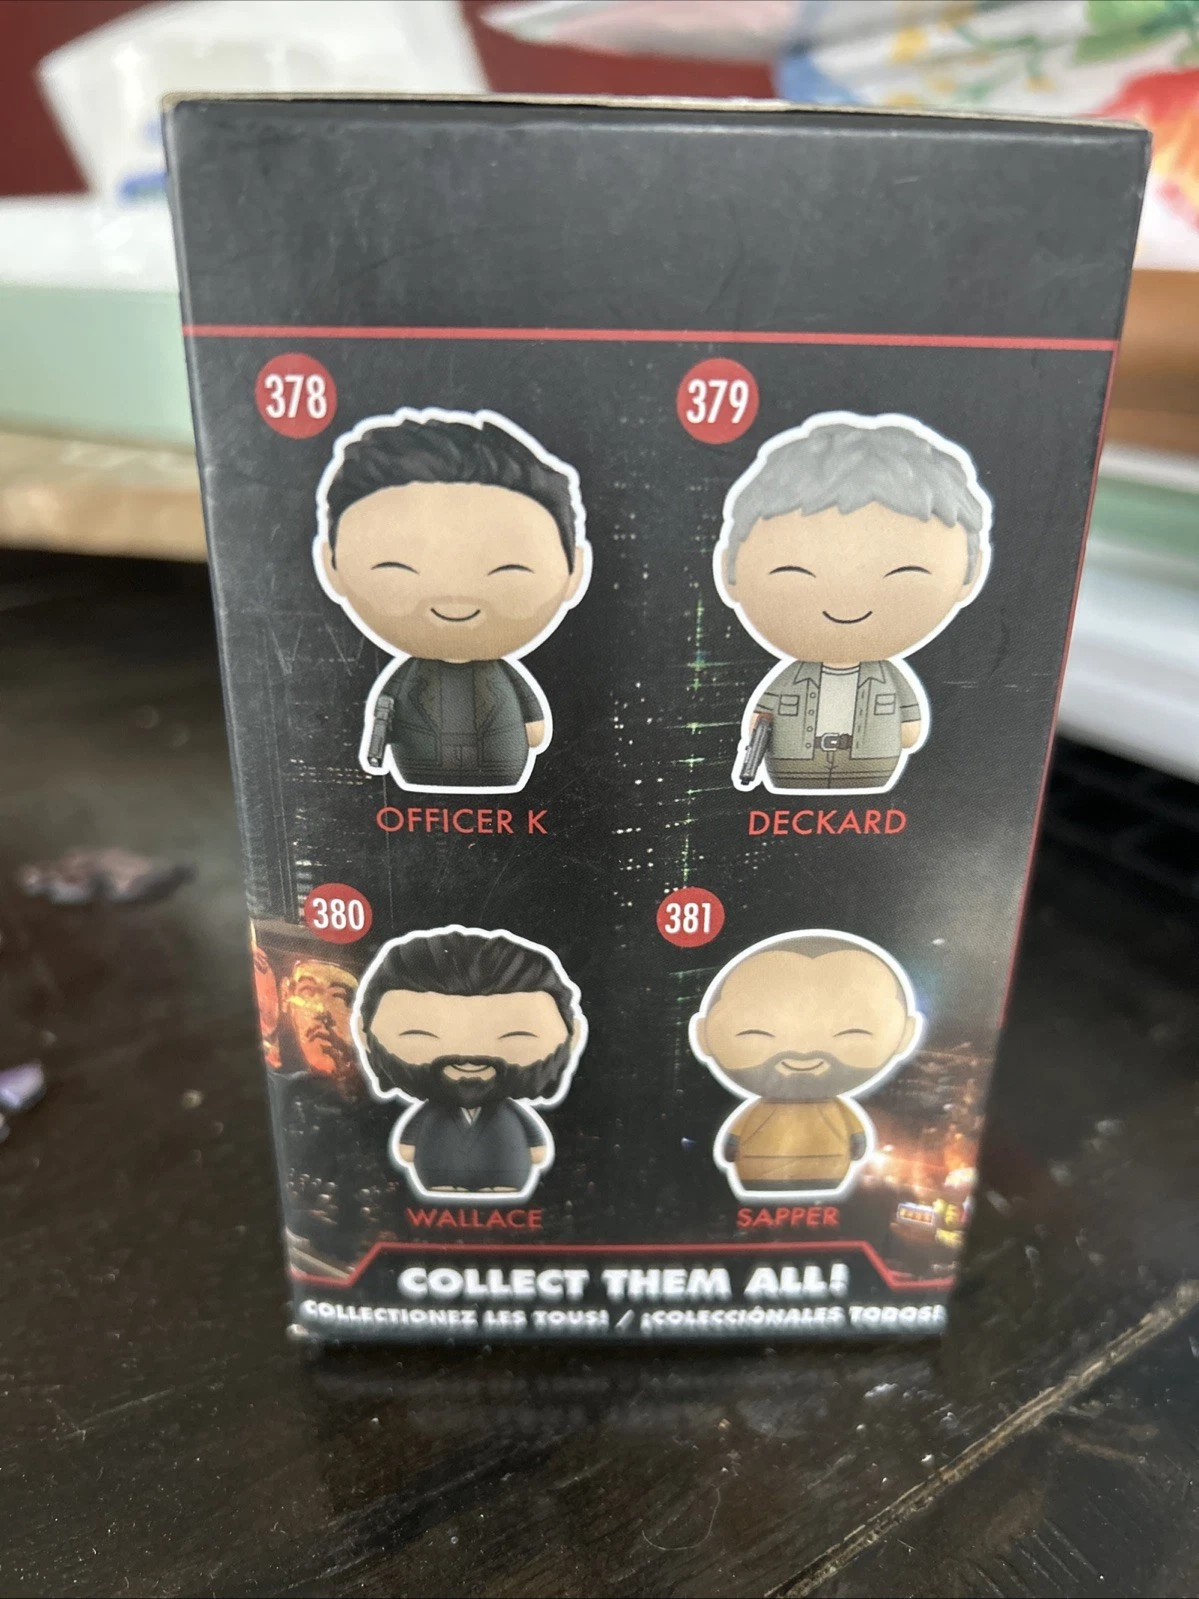 378
379
OFFICER K
DECKARD
380
381
WALLACE
SAPPER
COLLECT THEM ALL!
COLLECTIONEZ LES TOUS! / ¡COLECCIÓNALES TODOS!